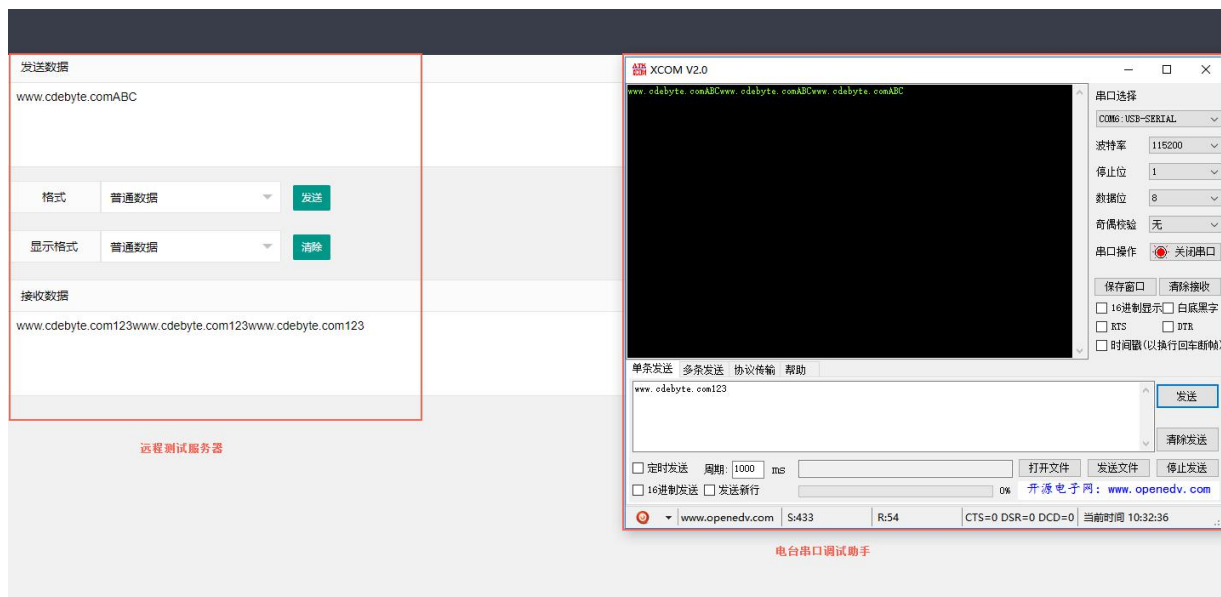 发送数据
www.cdebyte.comABC
格式 普通数据 发送
显示格式 普通数据 清除
接收数据
www.cdebyte.com123www.cdebyte.com123www.cdebyte.com123
远程测试服务器
XCOM V2.0
www.cdebyte.comABCwww.cdebyte.comABCwww.cdebyte.comABC
串口选择
COM6:USB-SERIAL
波特率 115200
停止位 1
数据位 8
奇偶校验 无
串口操作 关闭串口
保存窗口 清除接收
16进制显示 白底黑字
RTS DTR
时间戳(以换行回车断帧)
单条发送 多条发送 协议传输 帮助
www.cdebyte.com123
发送
清除发送
定时发送 周期: 1000 ms 打开文件 发送文件 停止发送
16进制发送 发送新行 0% 开源电子网: www.openedv.com
www.openedv.com S:433 R:54 CTS=0 DSR=0 DCD=0 当前时间 10:32:36
电台串口调试助手